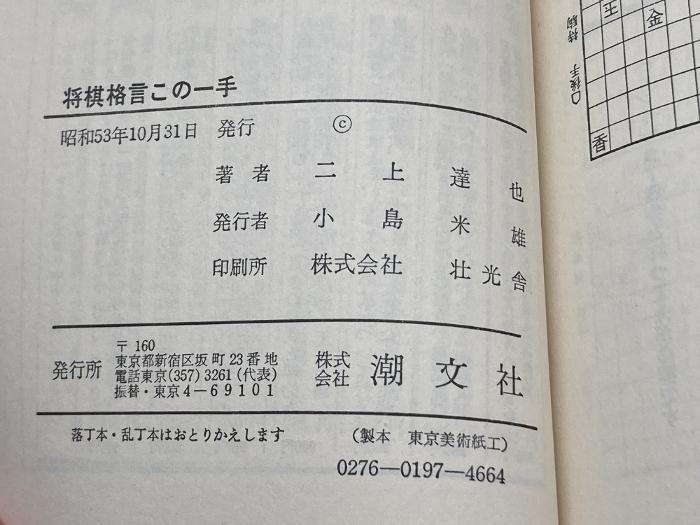 将棋格言この一手
昭和53年10月31日 発行 ⓒ
著者 二上達也
発行者 小島米雄
印刷所 株式会社 壮光舎
発行所
〒160
東京都新宿区坂町23番地
電話東京(357)3261(代表)
振替・東京4—69101
株式会社 潮文社
落丁本・乱丁本はおとりかえします
(製本 東京美術紙工)
0276—0197—4664
後手 持駒
玉
金
香